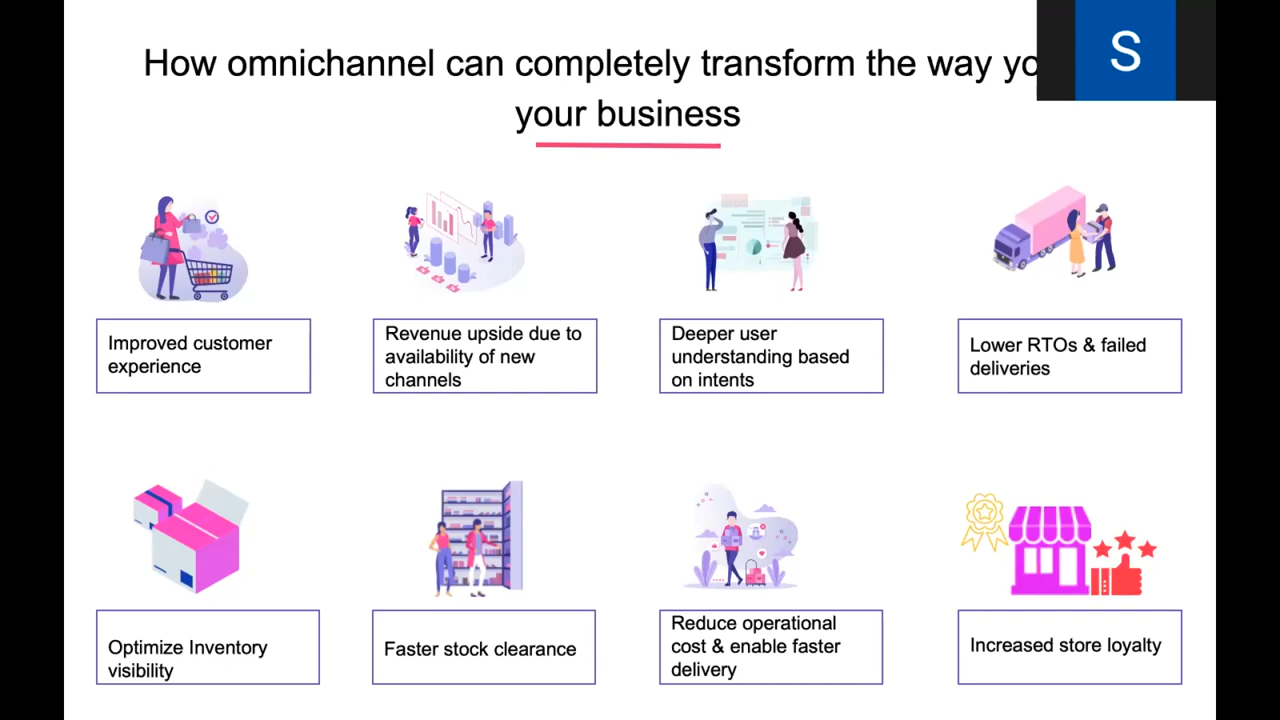 How omnichannel can completely transform the way
your business
S
Improved customer
experience
Revenue upside due to
availability of new
channels
Deeper user
understanding based
on intents
Lower RTOs & failed
deliveries
Optimize Inventory
visibility
Faster stock clearance
Reduce operational
cost & enable faster
delivery
Increased store loyalty